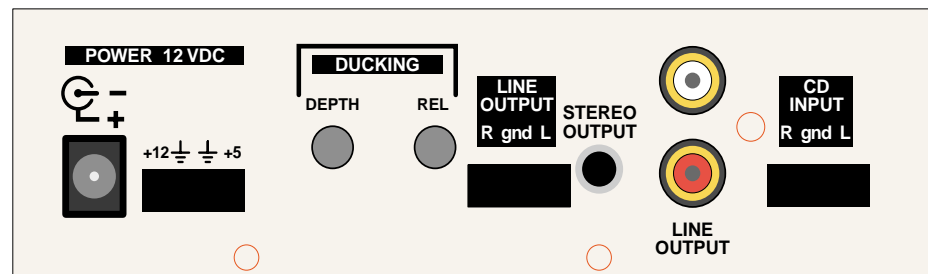 POWER 12 VDC
− +
+12 ⏚ ⏚ +5
DUCKING
DEPTH REL
LINE
OUTPUT
R gnd L
STEREO
OUTPUT
LINE
OUTPUT
CD
INPUT
R gnd L